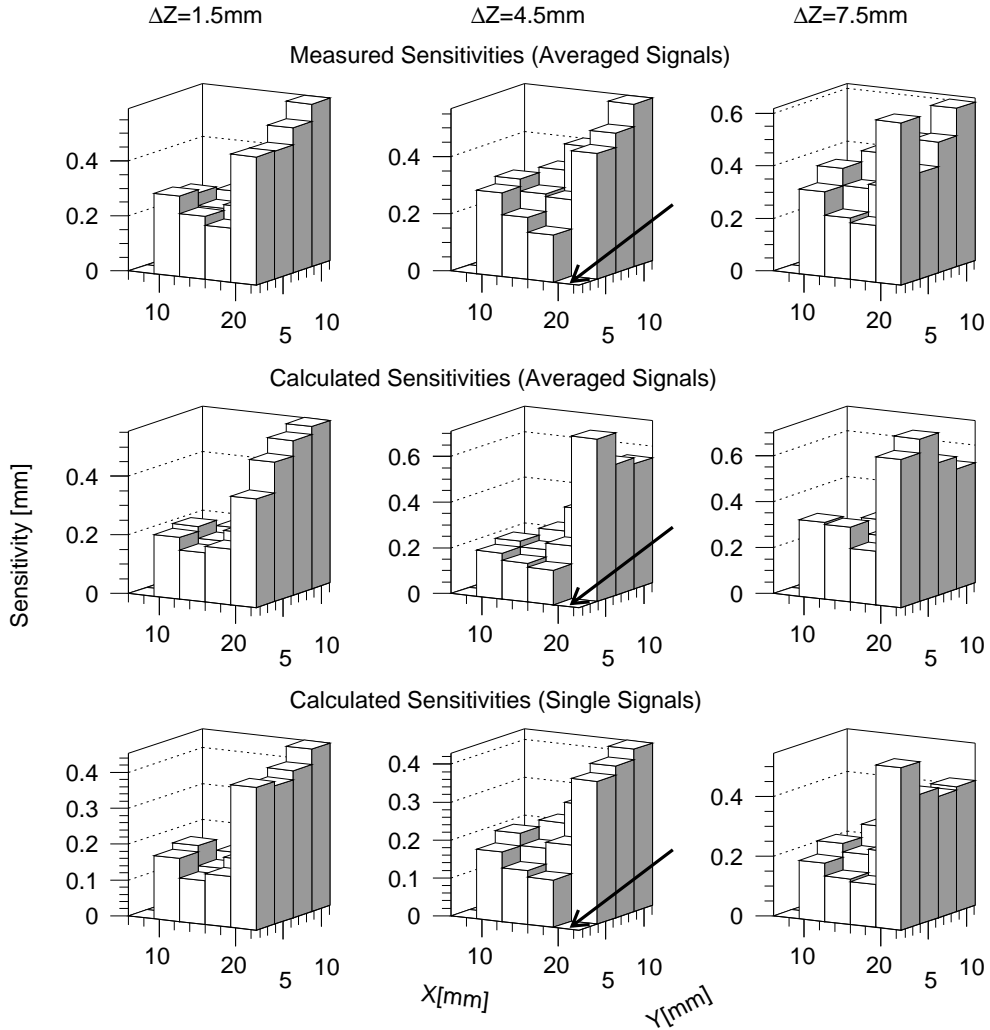 ΔZ=1.5mm ΔZ=4.5mm ΔZ=7.5mm
Measured Sensitivities (Averaged Signals)
0.4 0.2 0 10 20 5 10
0.4 0.2 0 10 20 5 10
0.6 0.4 0.2 0 10 20 5 10
Calculated Sensitivities (Averaged Signals)
Sensitivity [mm]
0.4 0.2 0 10 20 5 10
0.6 0.4 0.2 0 10 20 5 10
0.6 0.4 0.2 0 10 20 5 10
Calculated Sensitivities (Single Signals)
0.4 0.3 0.2 0.1 0 10 20 5 10
0.4 0.3 0.2 0.1 0 10 20 5 10
0.4 0.2 0 10 20 5 10
X[mm] Y[mm]